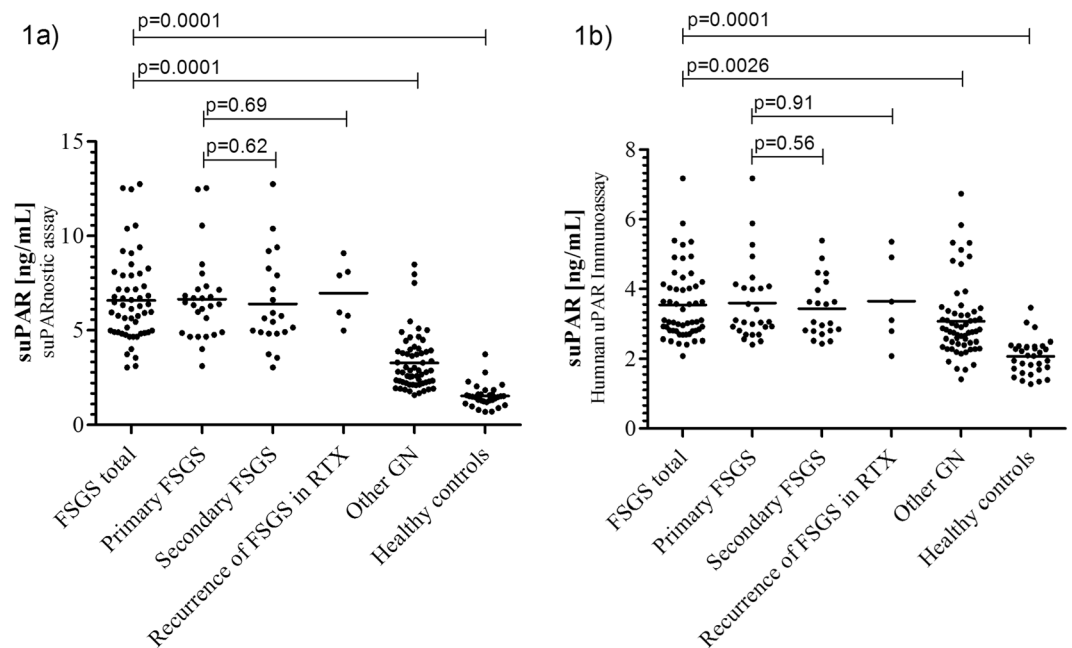 1a)
p=0.0001
p=0.0001
p=0.69
p=0.62
suPAR [ng/mL]
suPARnostic assay
15
10
5
0
FSGS total
Primary FSGS
Secondary FSGS
Recurrence of FSGS in RTX
Other GN
Healthy controls
1b)
p=0.0001
p=0.0026
p=0.91
p=0.56
suPAR [ng/mL]
Human uPAR Immunoassay
8
6
4
2
0
FSGS total
Primary FSGS
Secondary FSGS
Recurrence of FSGS in RTX
Other GN
Healthy controls